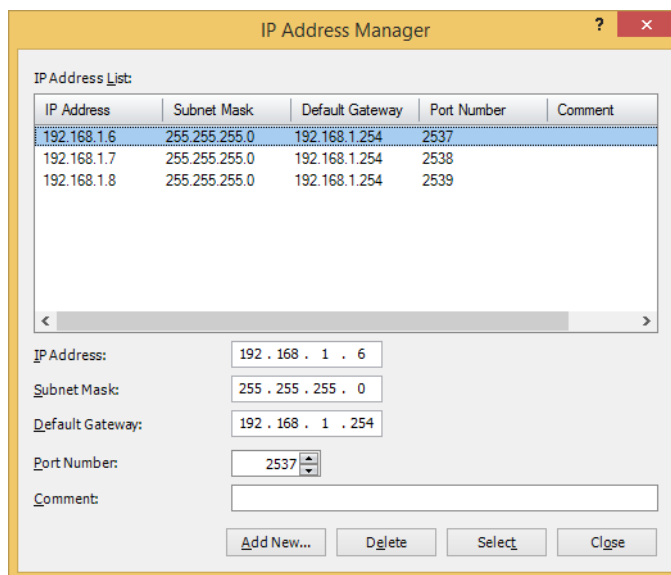 IP Address Manager ? ×
IP Address List:
IP Address Subnet Mask Default Gateway Port Number Comment
192.168.1.6 255.255.255.0 192.168.1.254 2537
192.168.1.7 255.255.255.0 192.168.1.254 2538
192.168.1.8 255.255.255.0 192.168.1.254 2539
IP Address: 192 . 168 . 1 . 6
Subnet Mask: 255 . 255 . 255 . 0
Default Gateway: 192 . 168 . 1 . 254
Port Number: 2537
Comment:
Add New... Delete Select Close